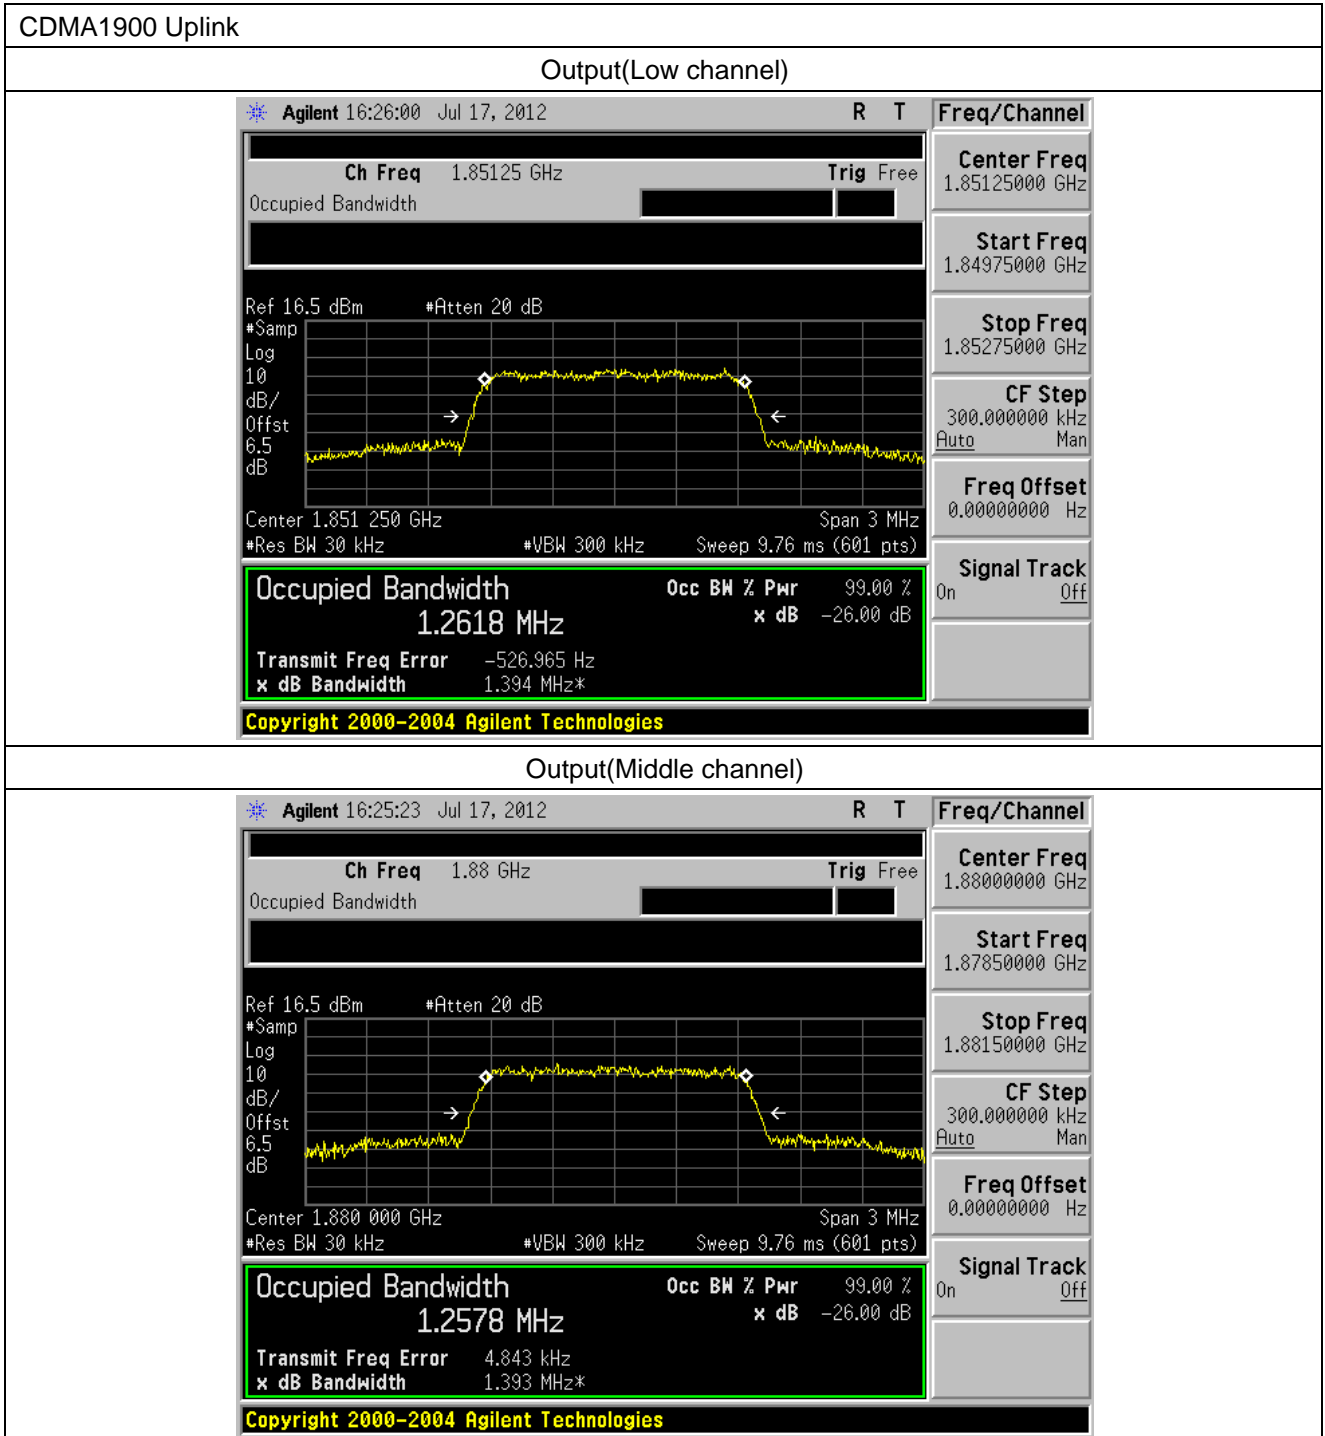 CDMA1900 Uplink
Output(Low channel)
Agilent 16:26:00 Jul 17, 2012 R T Freq/Channel
Ch Freq 1.85125 GHz Trig Free
Occupied Bandwidth
Center Freq
1.85125000 GHz
Start Freq
1.84975000 GHz
Stop Freq
1.85275000 GHz
CF Step
300.000000 kHz
Auto Man
Freq Offset
0.00000000 Hz
Signal Track
On Off
Ref 16.5 dBm #Atten 20 dB
#Samp
Log
10
dB/
Offst
6.5
dB
Center 1.851 250 GHz Span 3 MHz
#Res BW 30 kHz #VBW 300 kHz Sweep 9.76 ms (601 pts)
Occupied Bandwidth Occ BW % Pwr 99.00 %
1.2618 MHz x dB -26.00 dB
Transmit Freq Error -526.965 Hz
x dB Bandwidth 1.394 MHz*
Copyright 2000-2004 Agilent Technologies
Output(Middle channel)
Agilent 16:25:23 Jul 17, 2012 R T Freq/Channel
Ch Freq 1.88 GHz Trig Free
Occupied Bandwidth
Center Freq
1.88000000 GHz
Start Freq
1.87850000 GHz
Stop Freq
1.88150000 GHz
CF Step
300.000000 kHz
Auto Man
Freq Offset
0.00000000 Hz
Signal Track
On Off
Ref 16.5 dBm #Atten 20 dB
#Samp
Log
10
dB/
Offst
6.5
dB
Center 1.880 000 GHz Span 3 MHz
#Res BW 30 kHz #VBW 300 kHz Sweep 9.76 ms (601 pts)
Occupied Bandwidth Occ BW % Pwr 99.00 %
1.2578 MHz x dB -26.00 dB
Transmit Freq Error 4.843 kHz
x dB Bandwidth 1.393 MHz*
Copyright 2000-2004 Agilent Technologies